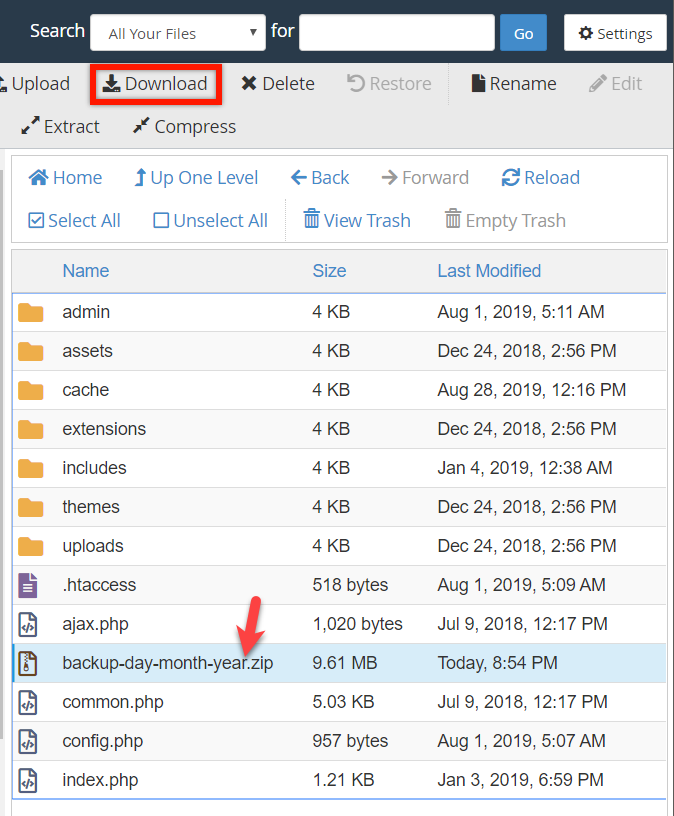 Search All Your Files for Go Settings
Upload Download Delete Restore Rename Edit
Extract Compress
Home Up One Level Back Forward Reload
Select All Unselect All View Trash Empty Trash
Name Size Last Modified
admin 4 KB Aug 1, 2019, 5:11 AM
assets 4 KB Dec 24, 2018, 2:56 PM
cache 4 KB Aug 28, 2019, 12:16 PM
extensions 4 KB Dec 24, 2018, 2:56 PM
includes 4 KB Jan 4, 2019, 12:38 AM
themes 4 KB Dec 24, 2018, 2:56 PM
uploads 4 KB Dec 24, 2018, 2:56 PM
.htaccess 518 bytes Aug 1, 2019, 5:09 AM
ajax.php 1,020 bytes Jul 9, 2018, 12:17 PM
backup-day-month-year.zip 9.61 MB Today, 8:54 PM
common.php 5.03 KB Jul 9, 2018, 12:17 PM
config.php 957 bytes Aug 1, 2019, 5:07 AM
index.php 1.21 KB Jan 3, 2019, 6:59 PM